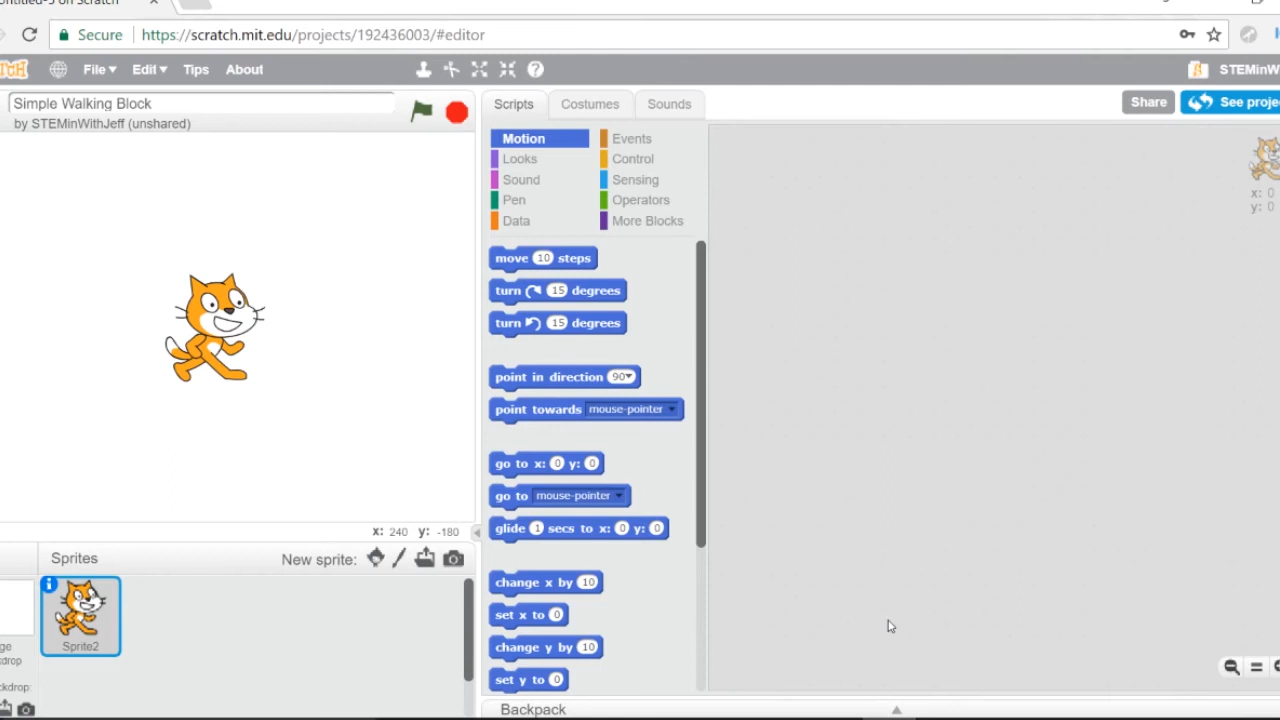 Secure https://scratch.mit.edu/projects/192436003/#editor
File Edit Tips About
STEMinW
Simple Walking Block
by STEMinWithJeff (unshared)
Scripts Costumes Sounds
Share See proje
Motion Events
Looks Control
Sound Sensing
Pen Operators
Data More Blocks
x: 0
y: 0
move 10 steps
turn 15 degrees
turn 15 degrees
point in direction 90
point towards mouse-pointer
go to x: 0 y: 0
go to mouse-pointer
glide 1 secs to x: 0 y: 0
change x by 10
set x to 0
change y by 10
set y to 0
x: 240 y: -180
Sprites New sprite:
Sprite2
Backpack